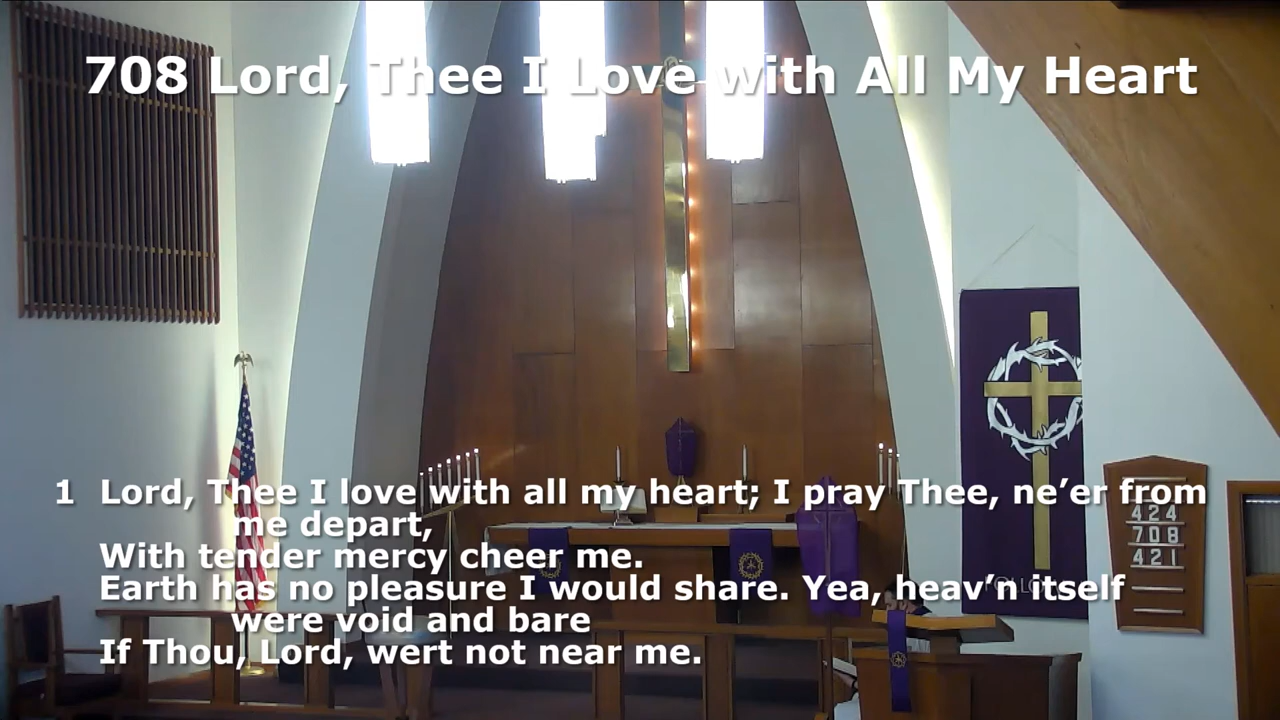 708 Lord, Thee I Love with All My Heart
1 Lord, Thee I love with all my heart; I pray Thee, ne’er from
me depart,
With tender mercy cheer me.
Earth has no pleasure I would share. Yea, heav’n itself
were void and bare
If Thou, Lord, wert not near me.
424
708
421